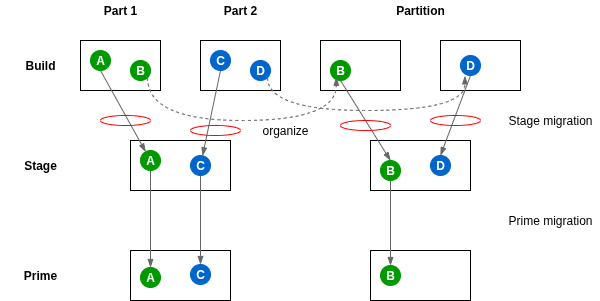 Part 1 Part 2 Partition
Build A B C D B D
organize Stage migration
Stage A C B D
Prime migration
Prime A C B